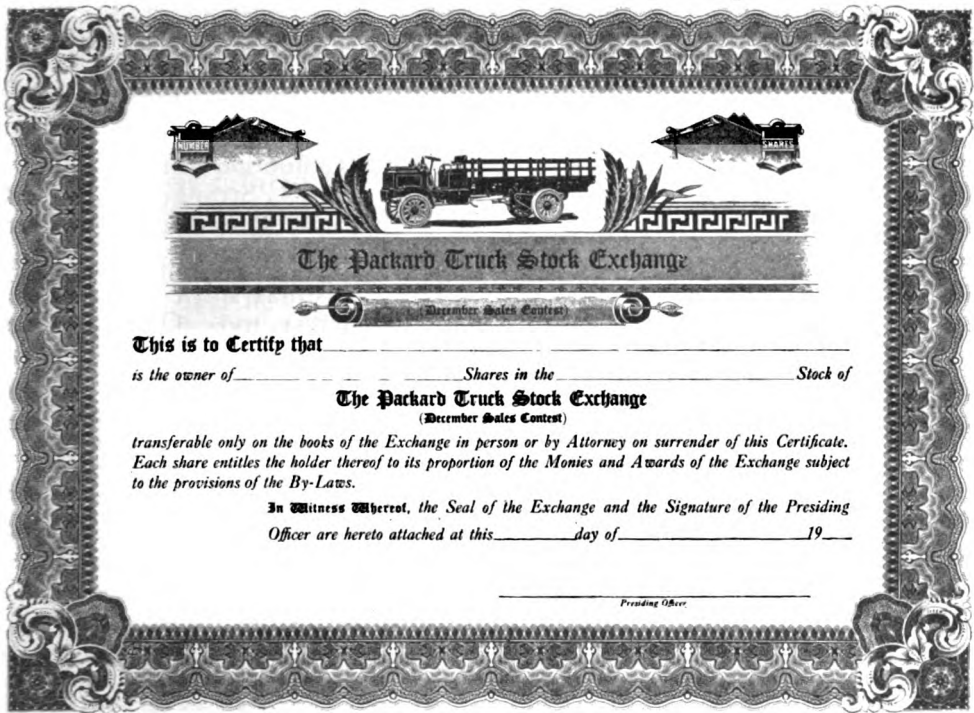 NUMBER
SHARES
The Packard Truck Stock Exchange
(December Sales Contest)
This is to Certify that
is the owner of Shares in the Stock of
The Packard Truck Stock Exchange
(December Sales Contest)
transferable only on the books of the Exchange in person or by Attorney on surrender of this Certificate.
Each share entitles the holder thereof to its proportion of the Monies and Awards of the Exchange subject
to the provisions of the By-Laws.
In Witness Whereof, the Seal of the Exchange and the Signature of the Presiding
Officer are hereto attached at this day of 19
Presiding Officer